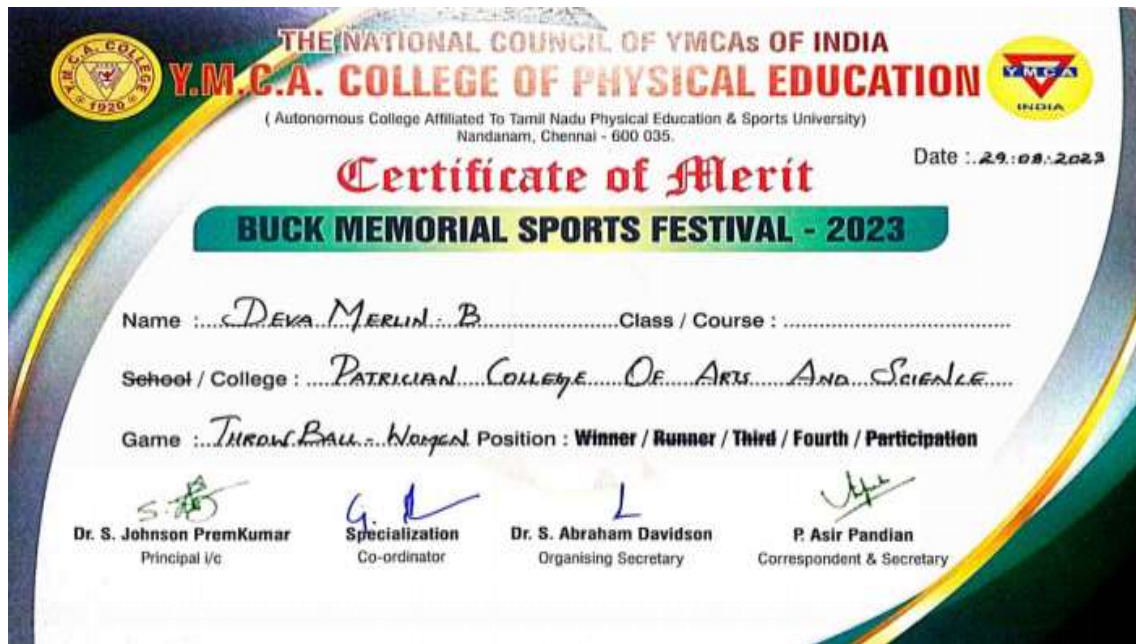 THE NATIONAL COUNCIL OF YMCAs OF INDIA
Y.M.C.A. COLLEGE OF PHYSICAL EDUCATION
Y.M.C.A. COLLEGE
1920
YMCA
INDIA
( Autonomous College Affiliated To Tamil Nadu Physical Education & Sports University)
Nandanam, Chennai - 600 035.
Date : 29.08.2023
Certificate of Merit
BUCK MEMORIAL SPORTS FESTIVAL - 2023
Name : DEVA MERLIN. B Class / Course :
School / College : PATRICIAN COLLEGE OF ARTS AND SCIENCE
Game : THROW BALL - WOMEN Position : Winner / Runner / Third / Fourth / Participation
Dr. S. Johnson PremKumar
Principal i/c
Specialization
Co-ordinator
Dr. S. Abraham Davidson
Organising Secretary
P. Asir Pandian
Correspondent & Secretary